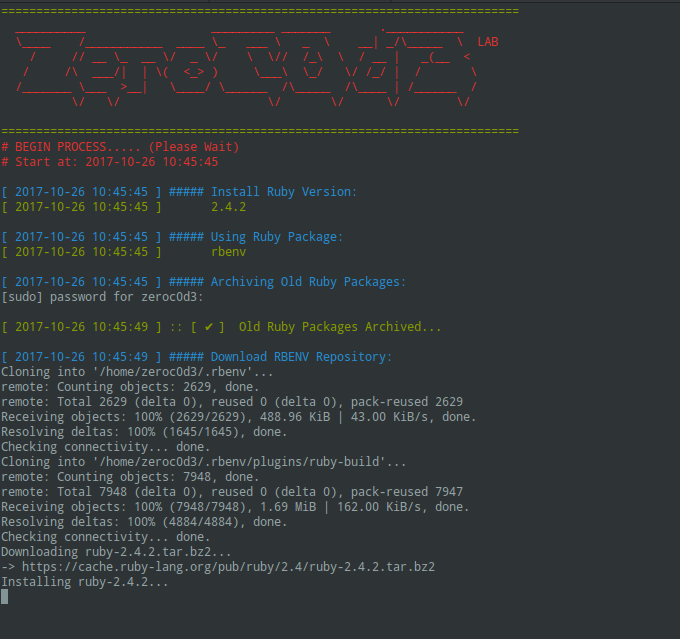 LAB
# BEGIN PROCESS..... (Please Wait)
# Start at: 2017-10-26 10:45:45
[ 2017-10-26 10:45:45 ] ##### Install Ruby Version:
[ 2017-10-26 10:45:45 ] 2.4.2
[ 2017-10-26 10:45:45 ] ##### Using Ruby Package:
[ 2017-10-26 10:45:45 ] rbenv
[ 2017-10-26 10:45:45 ] ##### Archiving Old Ruby Packages:
[sudo] password for zeroc0d3:
[ 2017-10-26 10:45:49 ] :: [ ✔ ] Old Ruby Packages Archived...
[ 2017-10-26 10:45:49 ] ##### Download RBENV Repository:
Cloning into '/home/zeroc0d3/.rbenv'...
remote: Counting objects: 2629, done.
remote: Total 2629 (delta 0), reused 0 (delta 0), pack-reused 2629
Receiving objects: 100% (2629/2629), 488.96 KiB | 43.00 KiB/s, done.
Resolving deltas: 100% (1645/1645), done.
Checking connectivity... done.
Cloning into '/home/zeroc0d3/.rbenv/plugins/ruby-build'...
remote: Counting objects: 7948, done.
remote: Total 7948 (delta 0), reused 0 (delta 0), pack-reused 7947
Receiving objects: 100% (7948/7948), 1.69 MiB | 162.00 KiB/s, done.
Resolving deltas: 100% (4884/4884), done.
Checking connectivity... done.
Downloading ruby-2.4.2.tar.bz2...
-> https://cache.ruby-lang.org/pub/ruby/2.4/ruby-2.4.2.tar.bz2
Installing ruby-2.4.2...